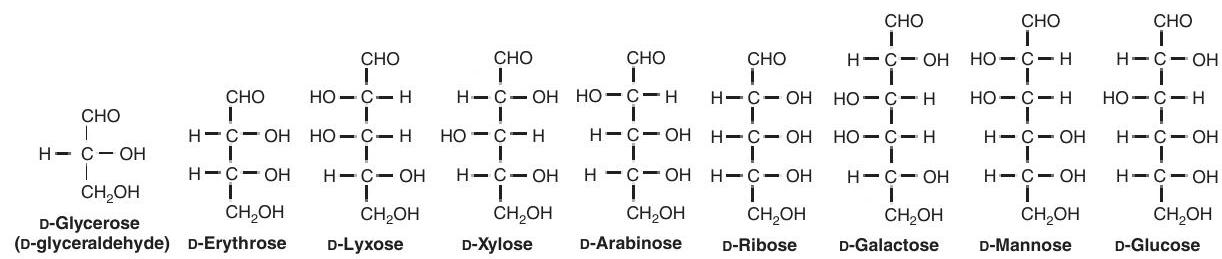 CHO
H – C – OH
CH₂OH
D-Glycerose
(D-glyceraldehyde)
CHO
H – C – OH
H – C – OH
CH₂OH
D-Erythrose
CHO
HO – C – H
HO – C – H
H – C – OH
CH₂OH
D-Lyxose
CHO
H – C – OH
HO – C – H
H – C – OH
CH₂OH
D-Xylose
CHO
HO – C – H
H – C – OH
H – C – OH
CH₂OH
D-Arabinose
CHO
H – C – OH
H – C – OH
H – C – OH
CH₂OH
D-Ribose
CHO
H – C – OH
HO – C – H
HO – C – H
H – C – OH
CH₂OH
D-Galactose
CHO
HO – C – H
HO – C – H
H – C – OH
H – C – OH
CH₂OH
D-Mannose
CHO
H – C – OH
HO – C – H
H – C – OH
H – C – OH
CH₂OH
D-Glucose